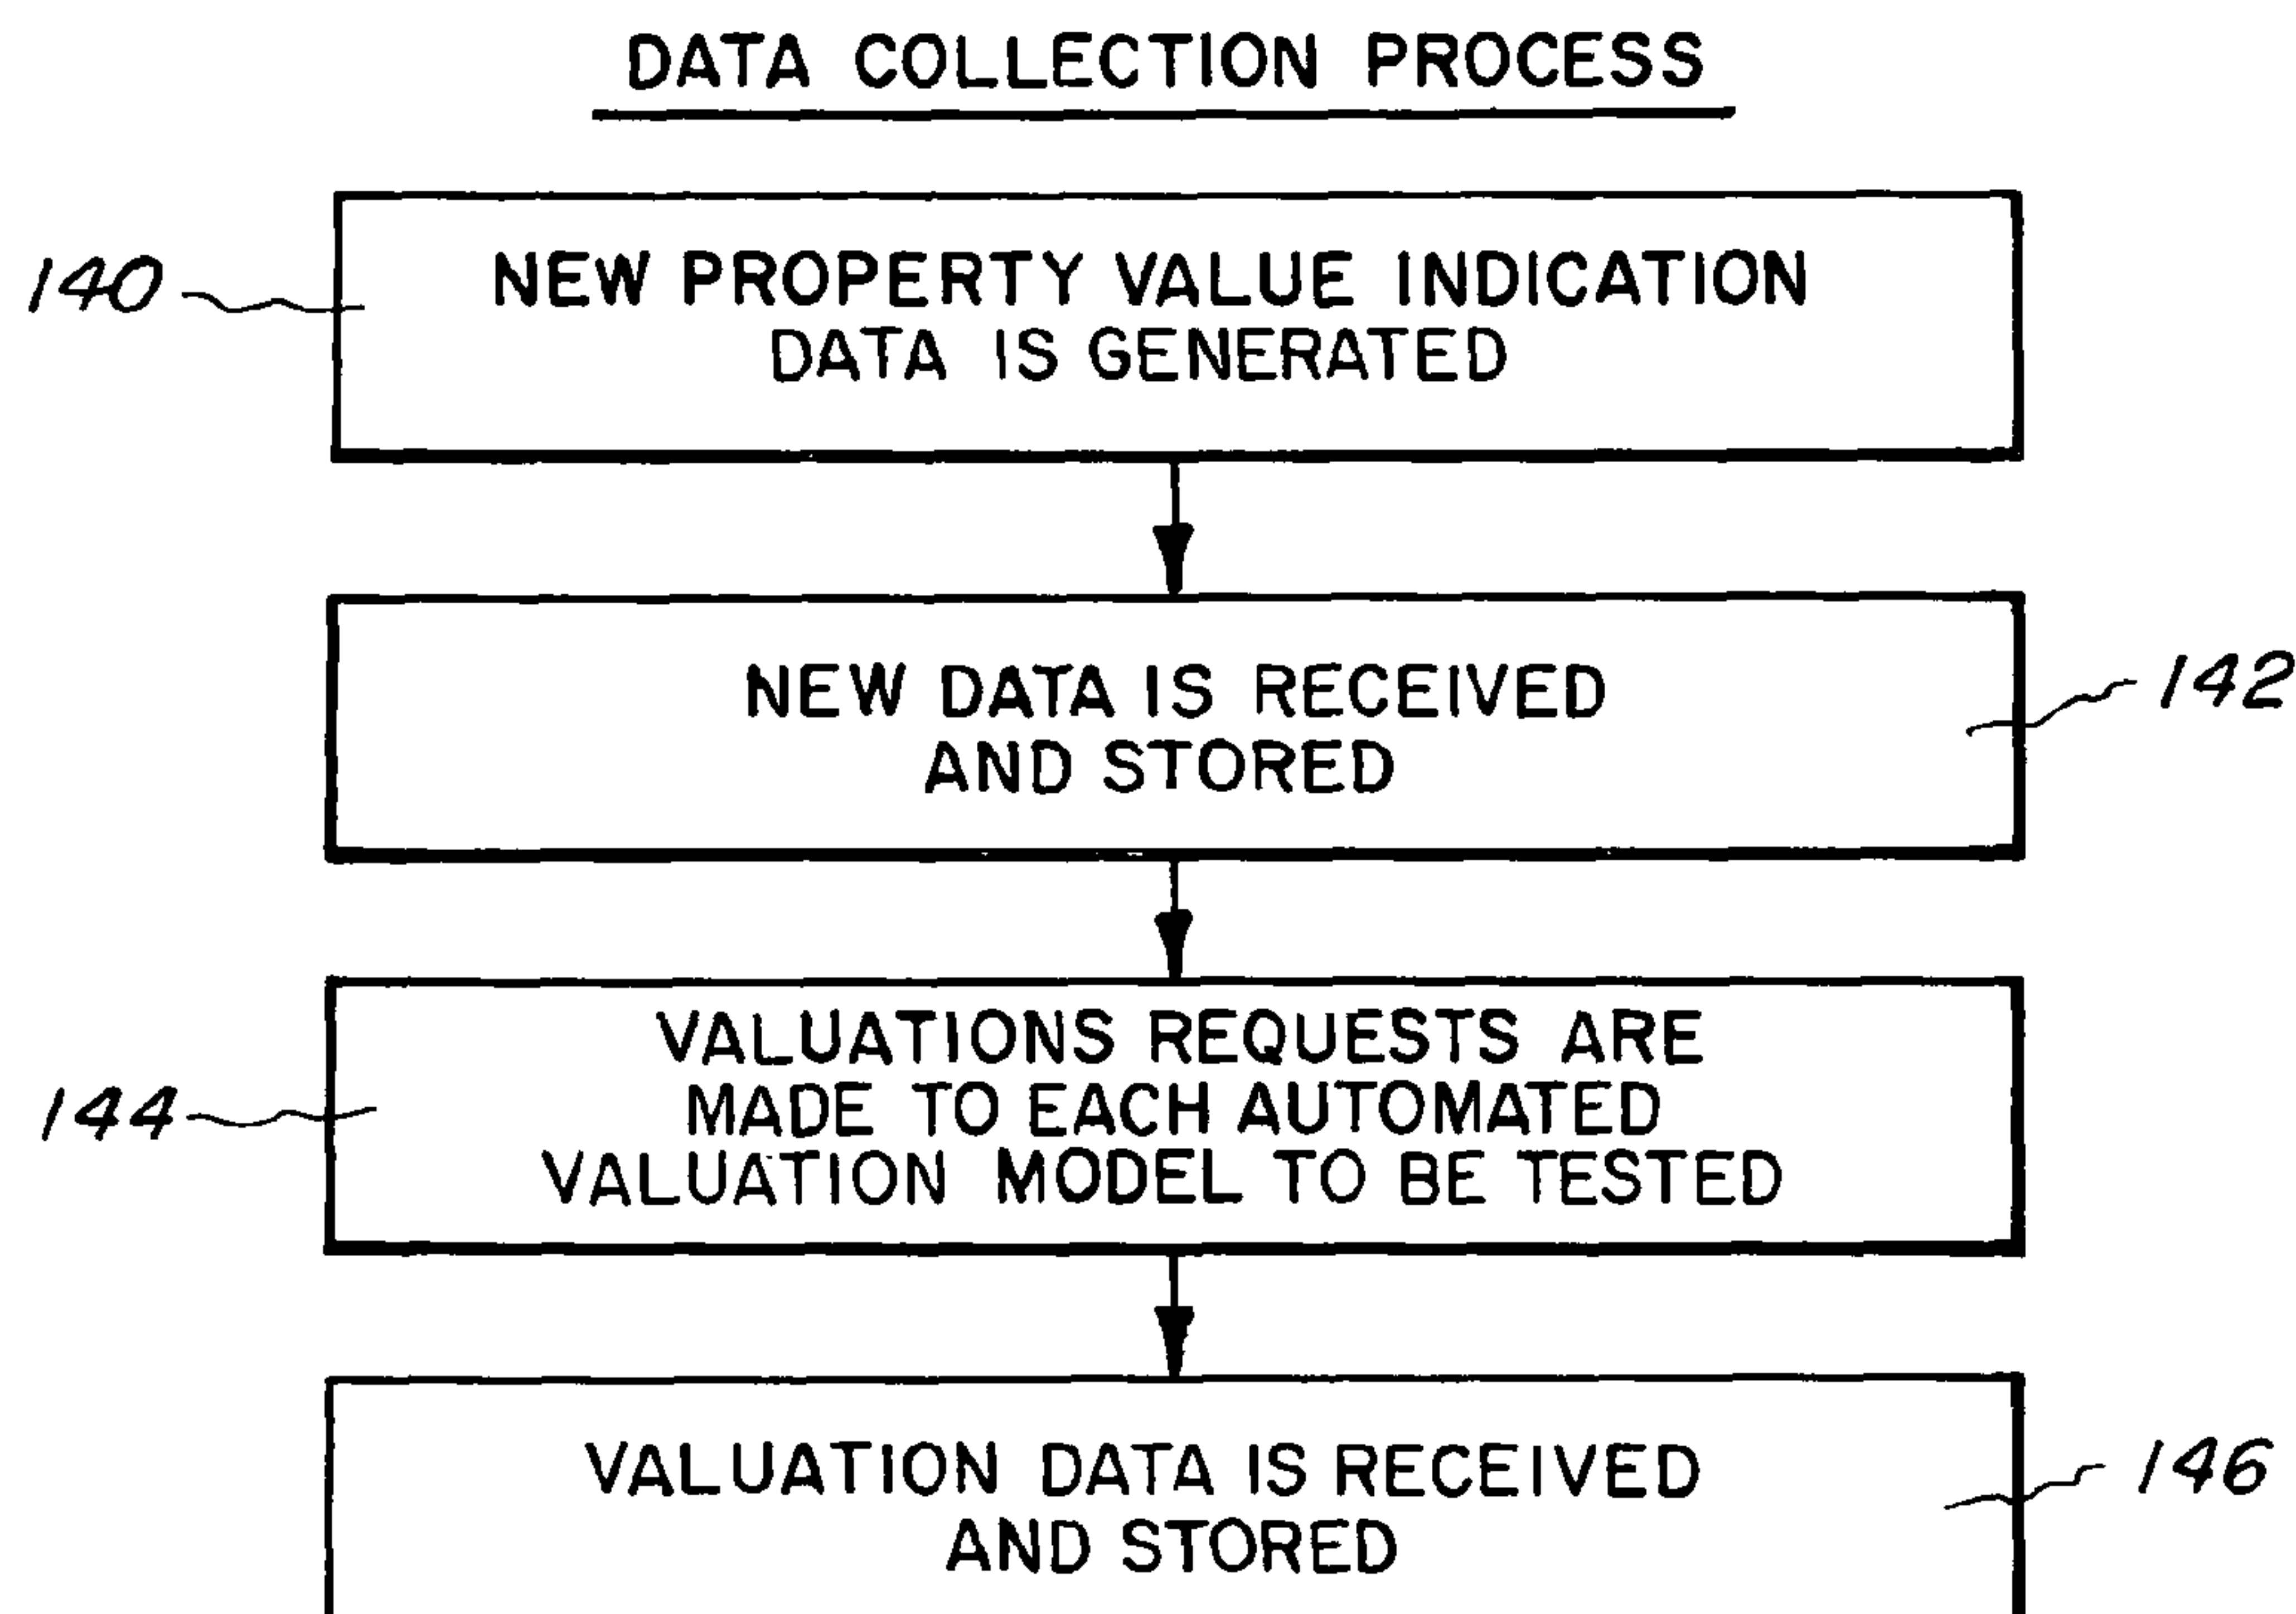 DATA COLLECTION PROCESS
140
NEW PROPERTY VALUE INDICATION
DATA IS GENERATED
NEW DATA IS RECEIVED
AND STORED
142
VALUATIONS REQUESTS ARE
MADE TO EACH AUTOMATED
VALUATION MODEL TO BE TESTED
144
VALUATION DATA IS RECEIVED
AND STORED
146